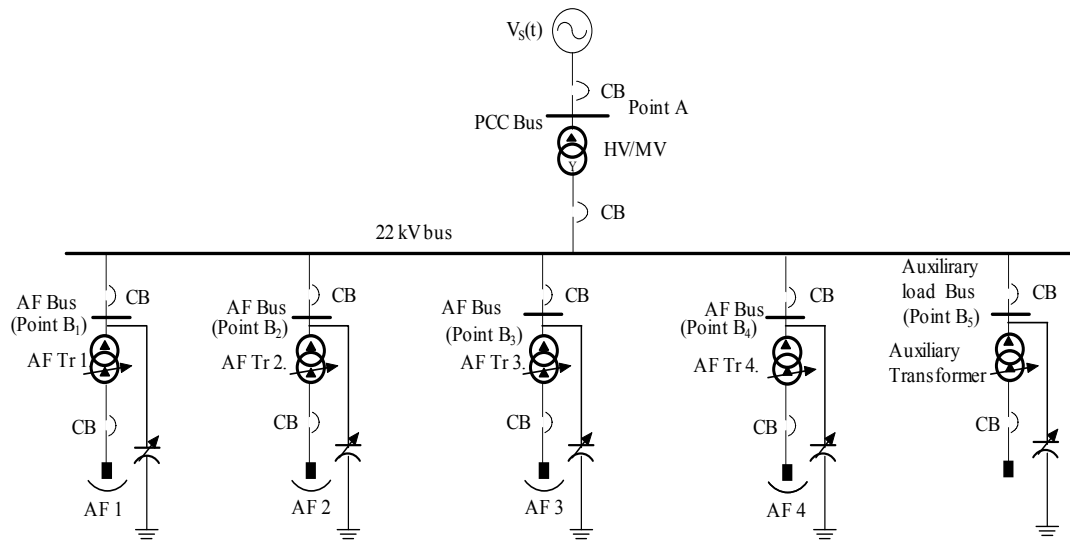 Vs(t)
CB
Point A
PCC Bus
HV/MV
Y
CB
22 kV bus
AF Bus
(Point B1)
CB
AF Tr 1
CB
AF 1
AF Bus
(Point B2)
CB
AF Tr 2.
CB
AF 2
AF Bus
(Point B3)
CB
AF Tr 3.
CB
AF 3
AF Bus
(Point B4)
CB
AF Tr 4.
CB
AF 4
Auxilirary
load Bus
(Point B5)
CB
Auxiliary
Transformer
CB